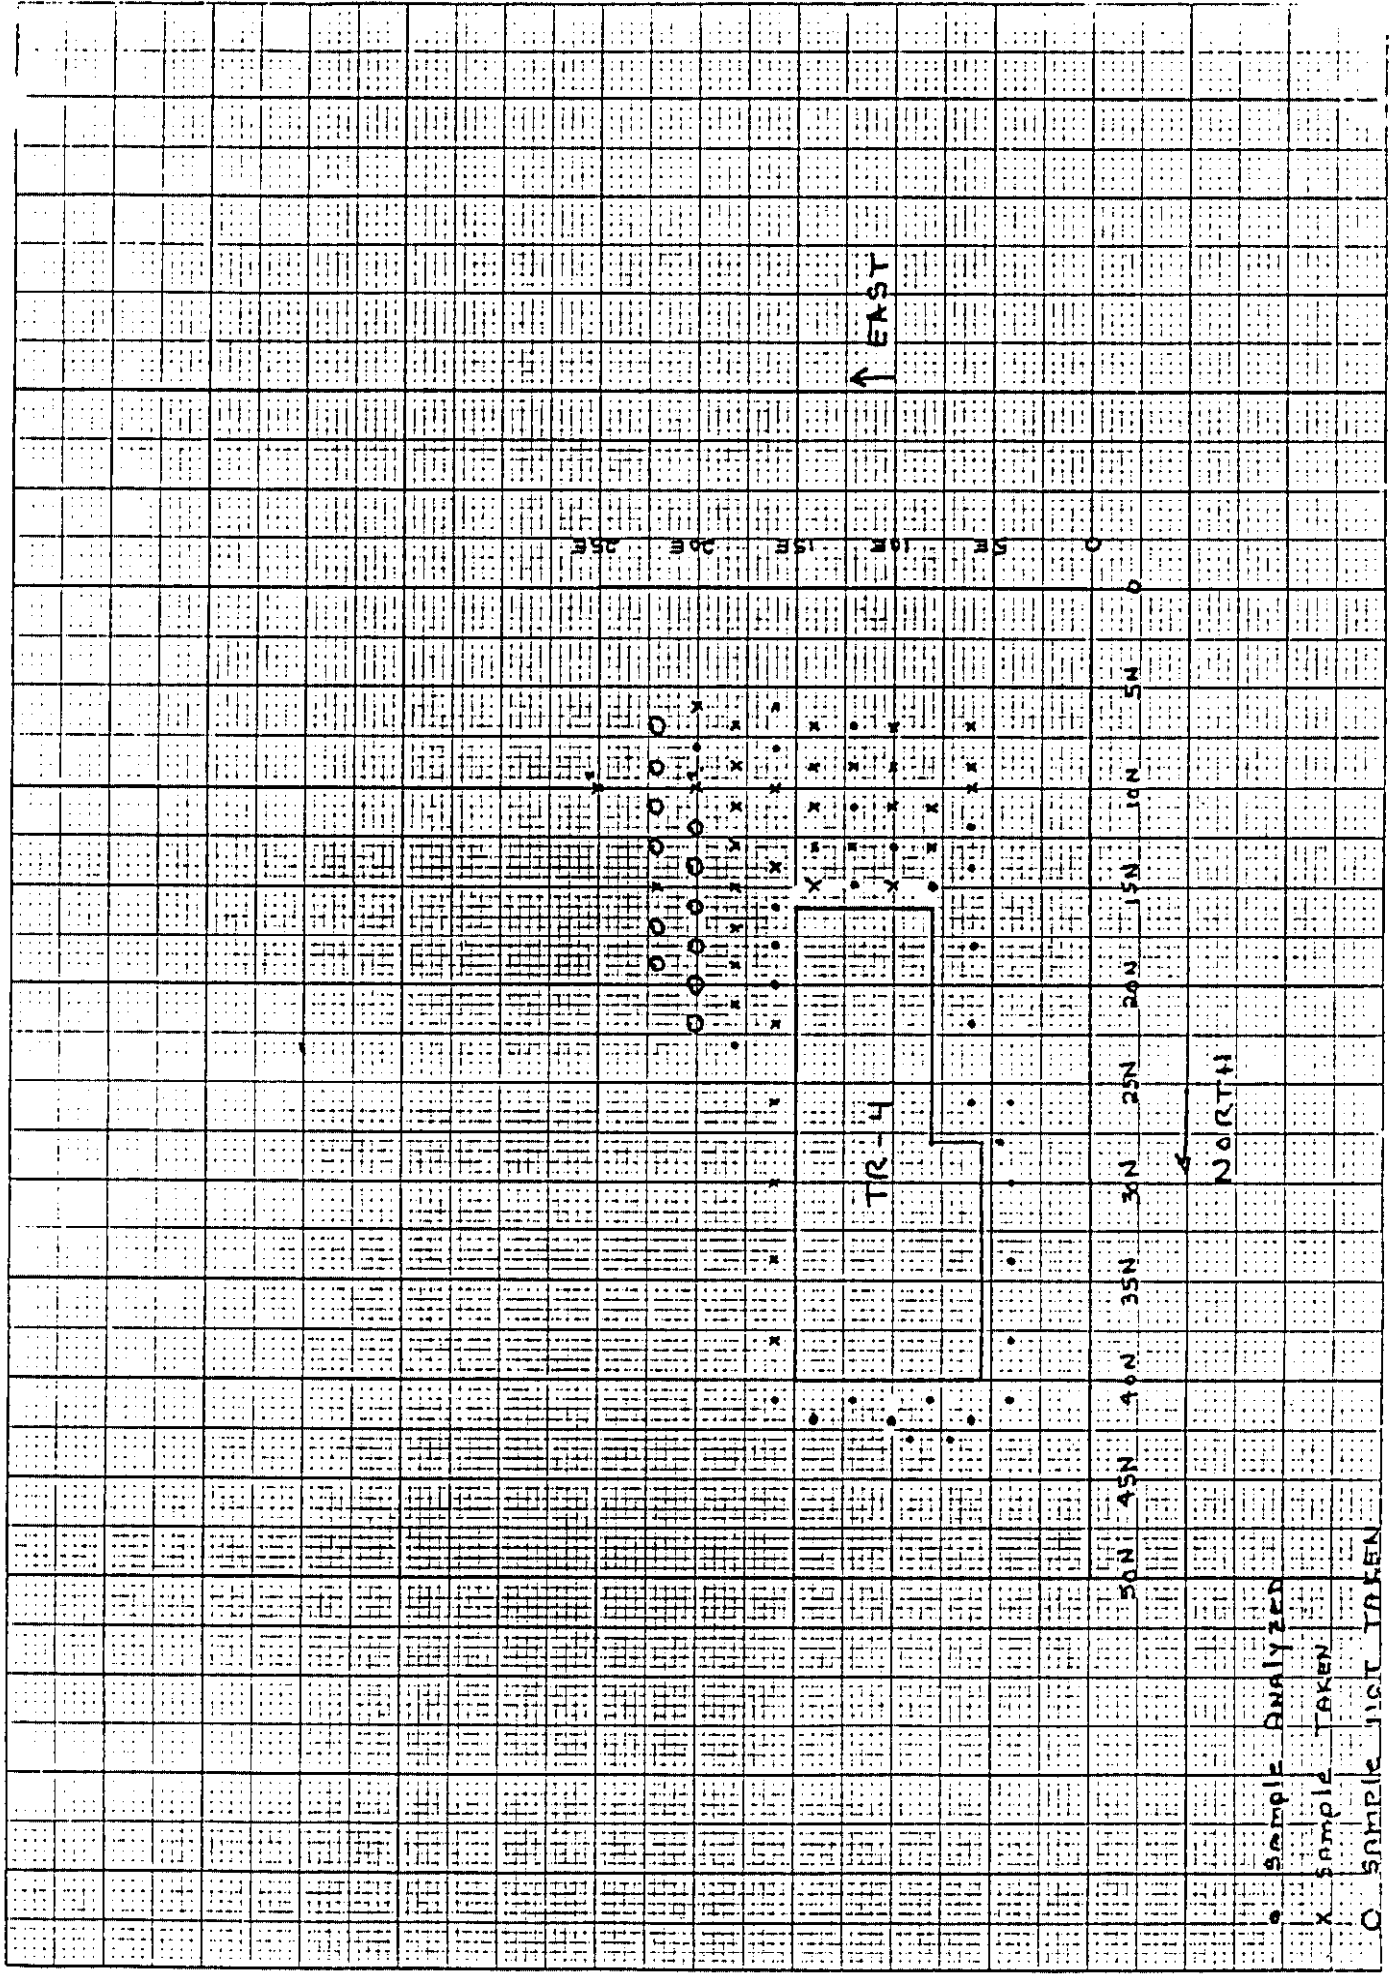 ↑ EAST
25E
20E
15E
10E
5E
0
TR-4
50N 45N 40N 35N 30N 25N 20N 15N 10N 5N 0
NORTH
• SAmple ANAlyzED
X SAmplE TAKEN
O SAmplE NOT TAKEN